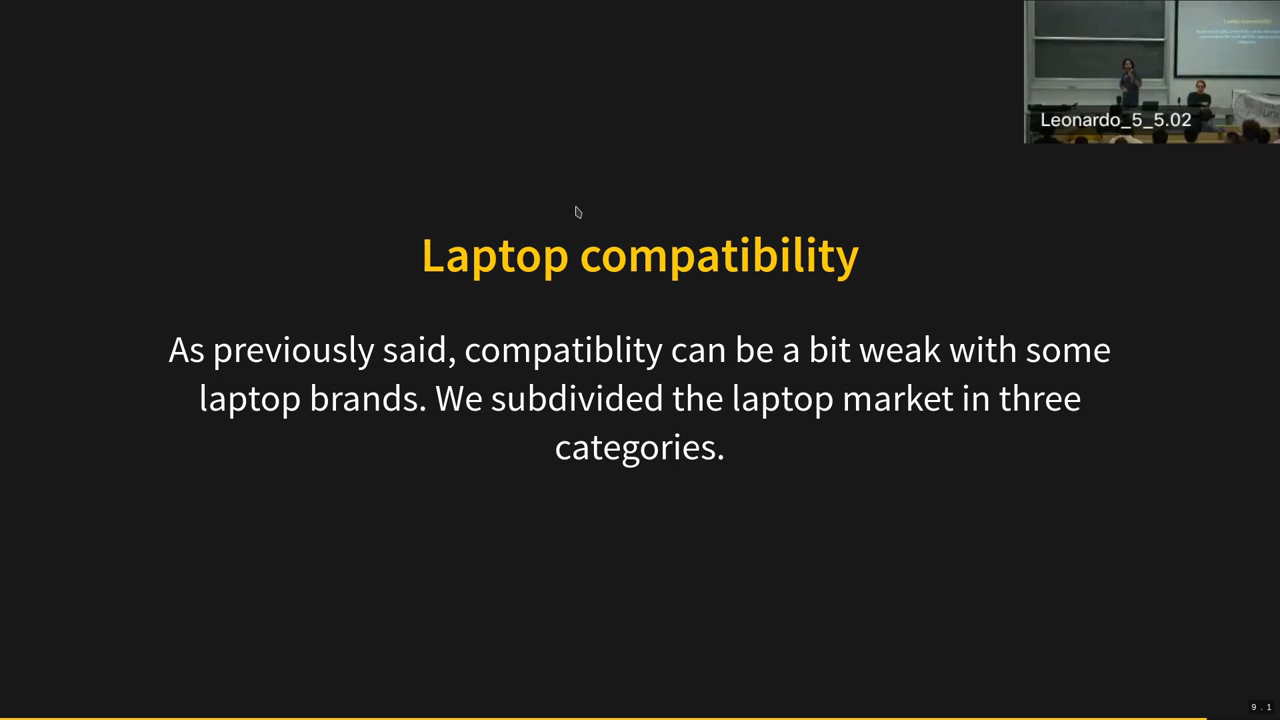 Leonardo_5_5.02
Laptop compatibility
As previously said, compatiblity can be a bit weak with some
laptop brands. We subdivided the laptop market in three
categories.
9 . 1